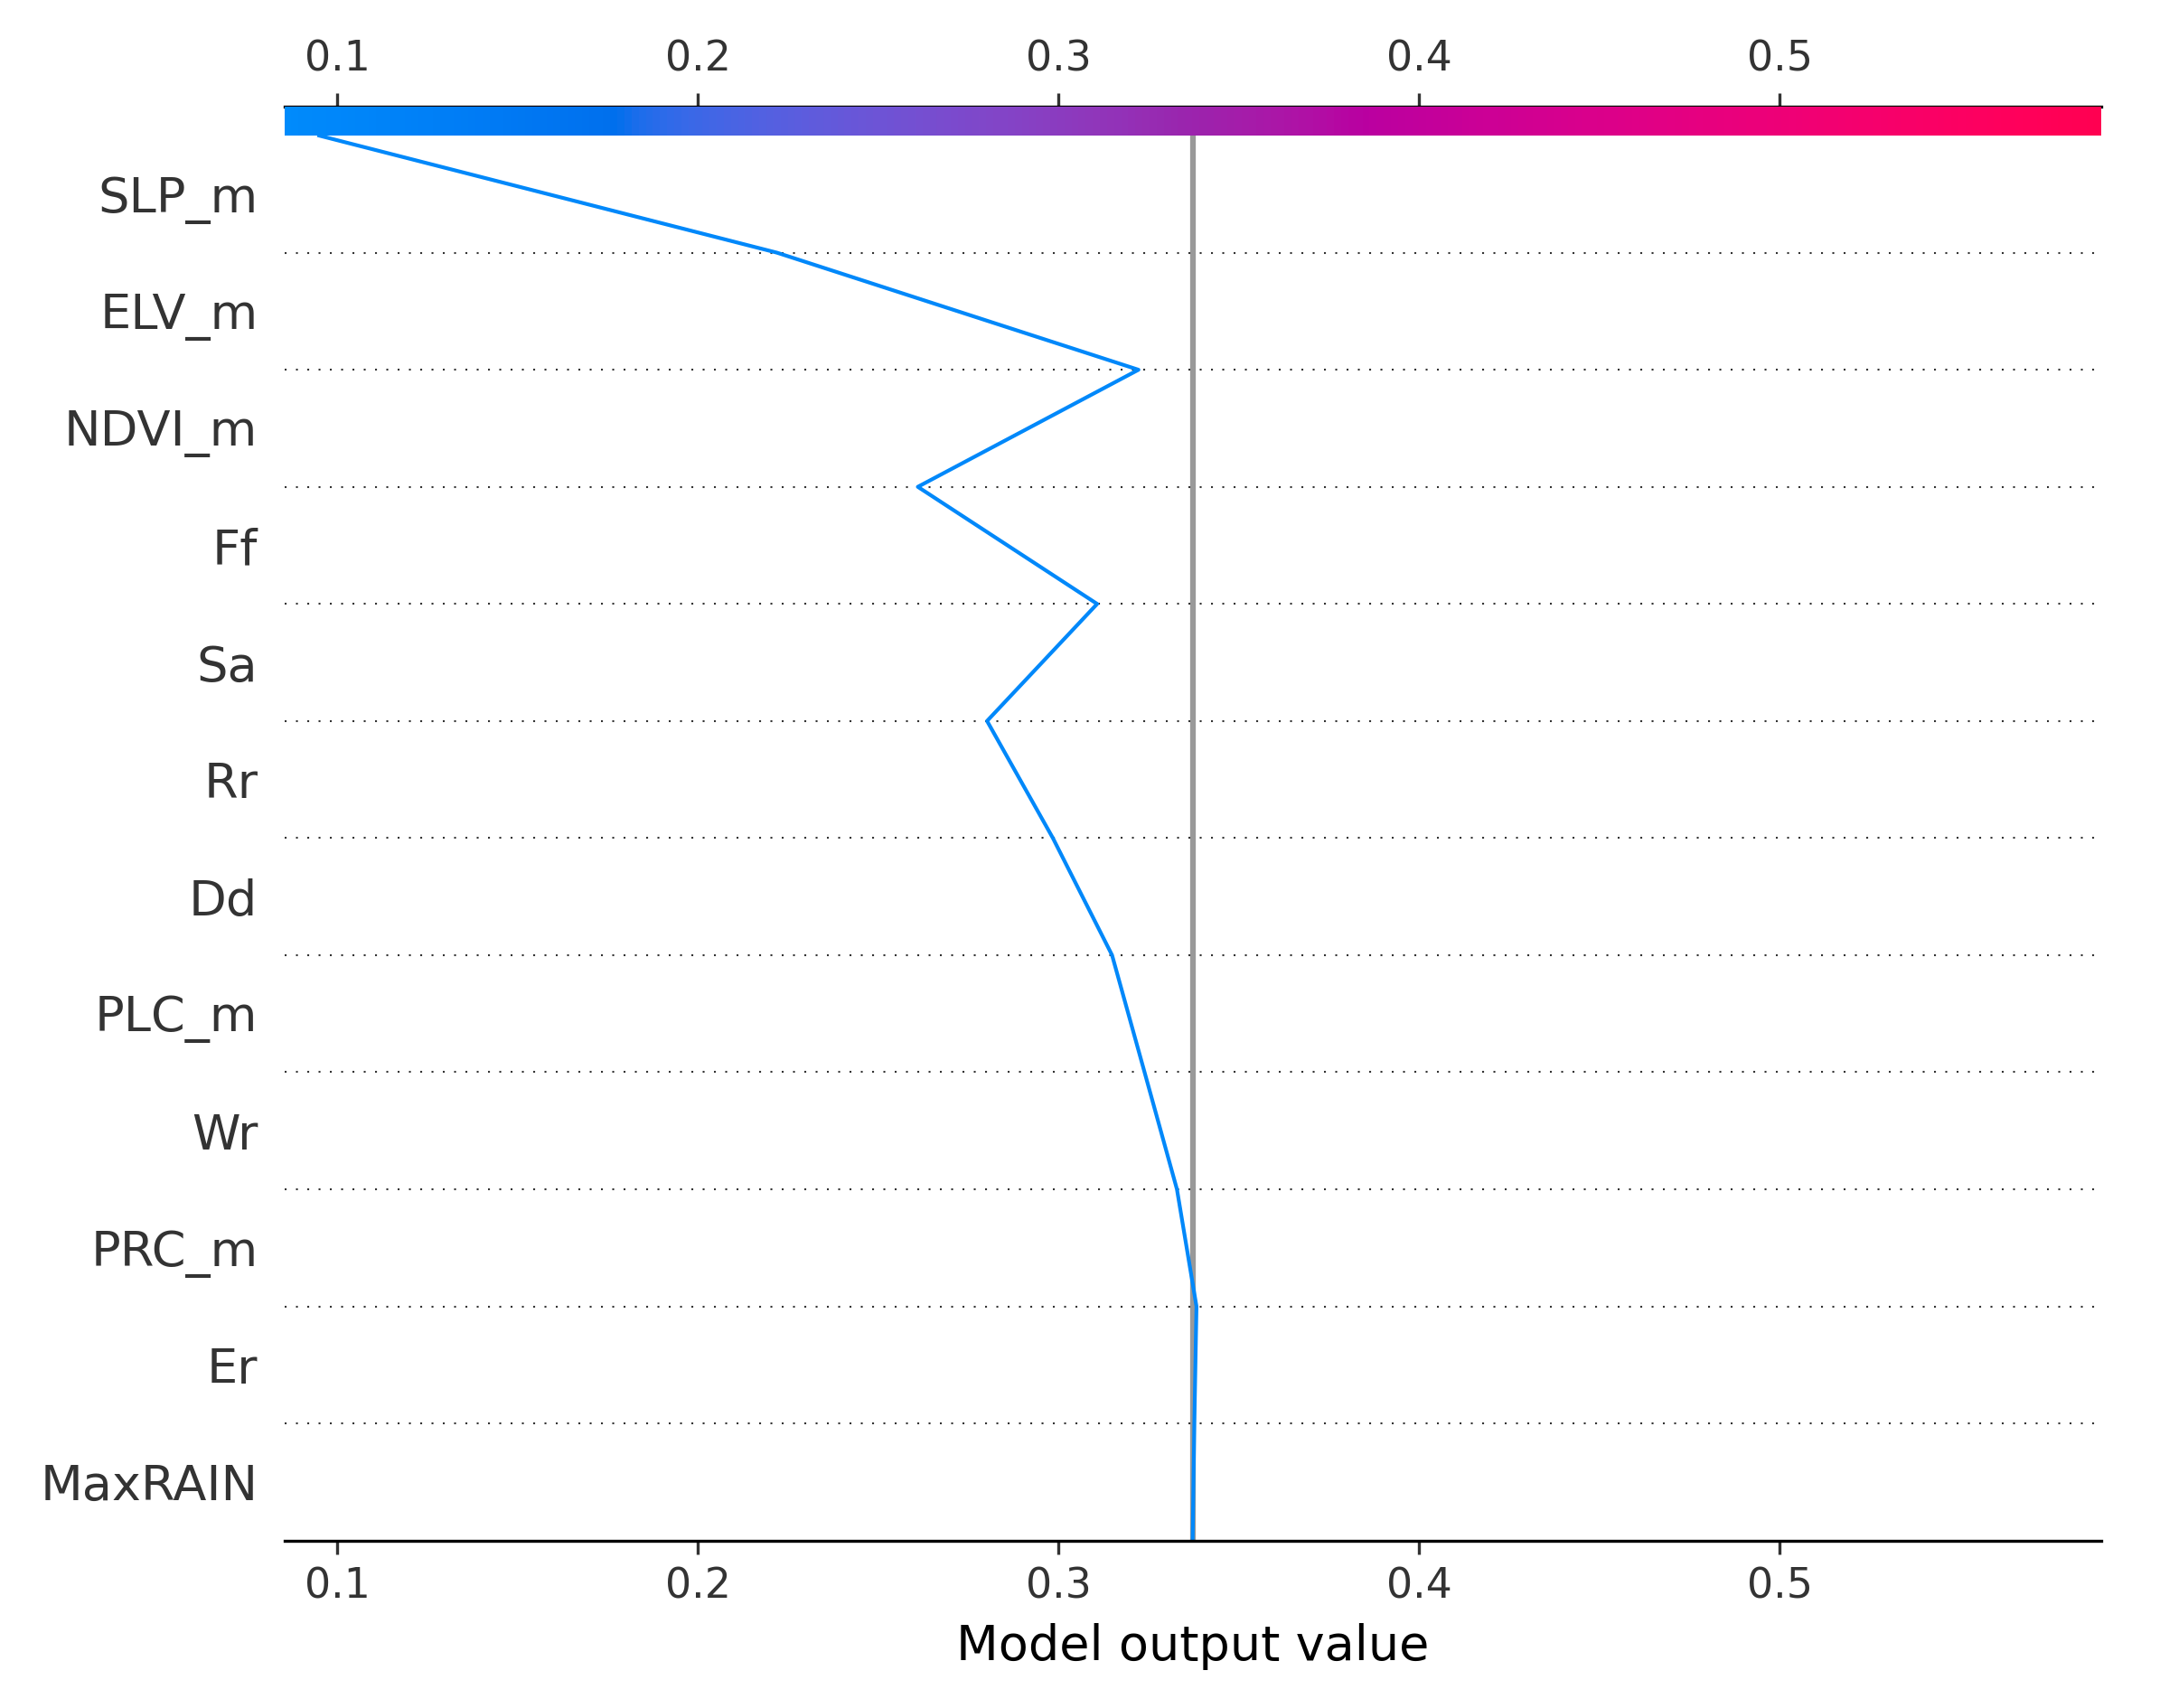 0.1 0.2 0.3 0.4 0.5
SLP_m
ELV_m
NDVI_m
Ff
Sa
Rr
Dd
PLC_m
Wr
PRC_m
Er
MaxRAIN
0.1 0.2 0.3 0.4 0.5
Model output value